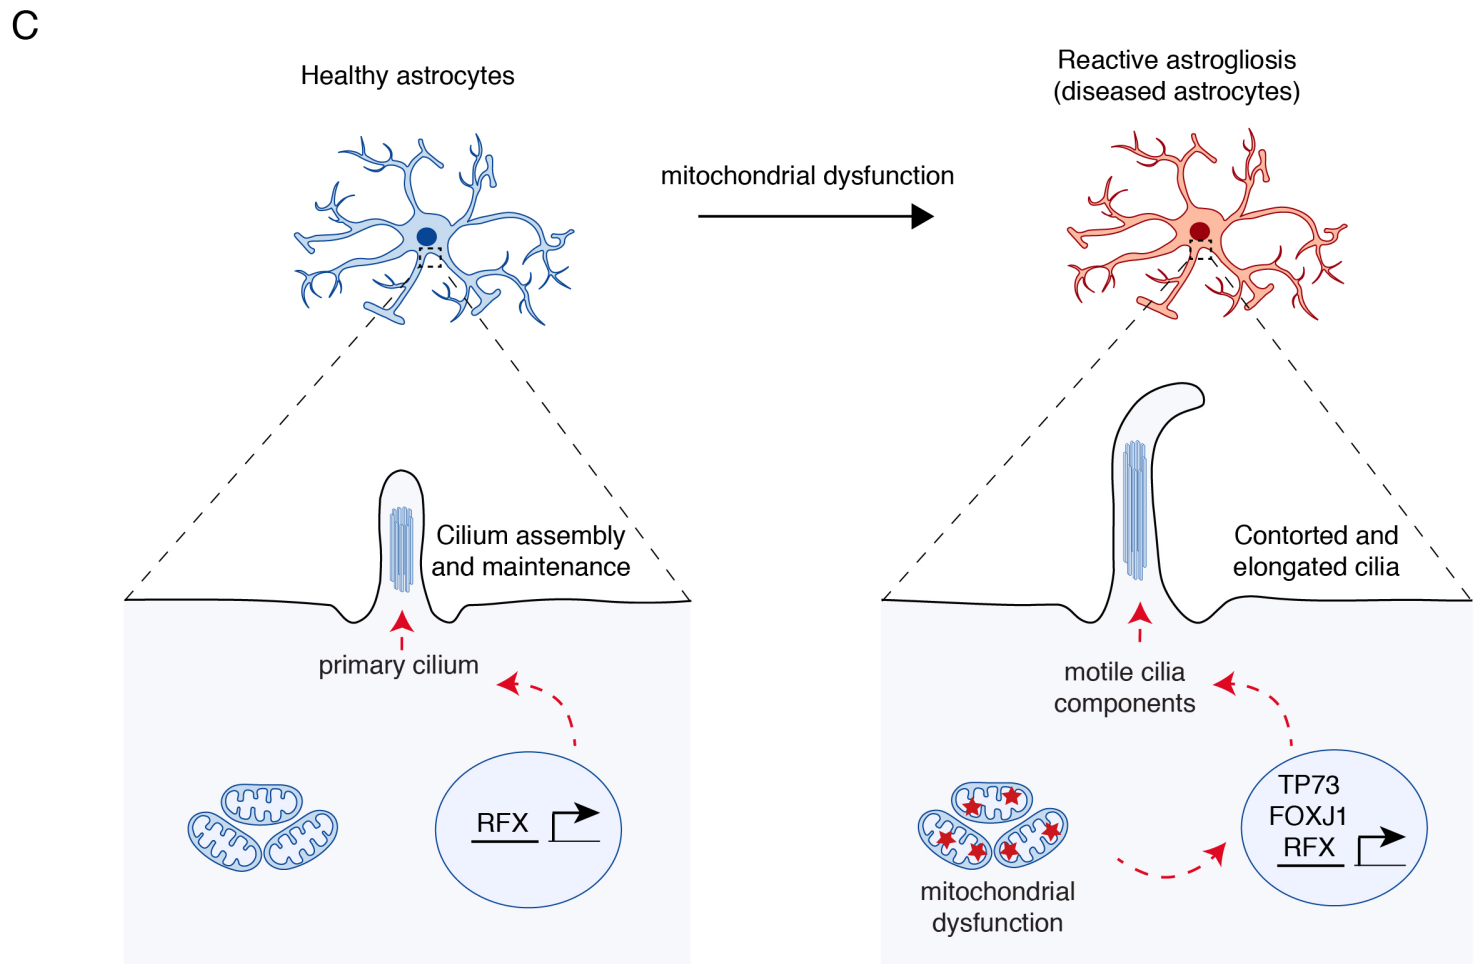 C
Healthy astrocytes
Reactive astrogliosis
(diseased astrocytes)
mitochondrial dysfunction
Cilium assembly
and maintenance
primary cilium
RFX
Contorted and
elongated cilia
motile cilia
components
TP73
FOXJ1
RFX
mitochondrial
dysfunction